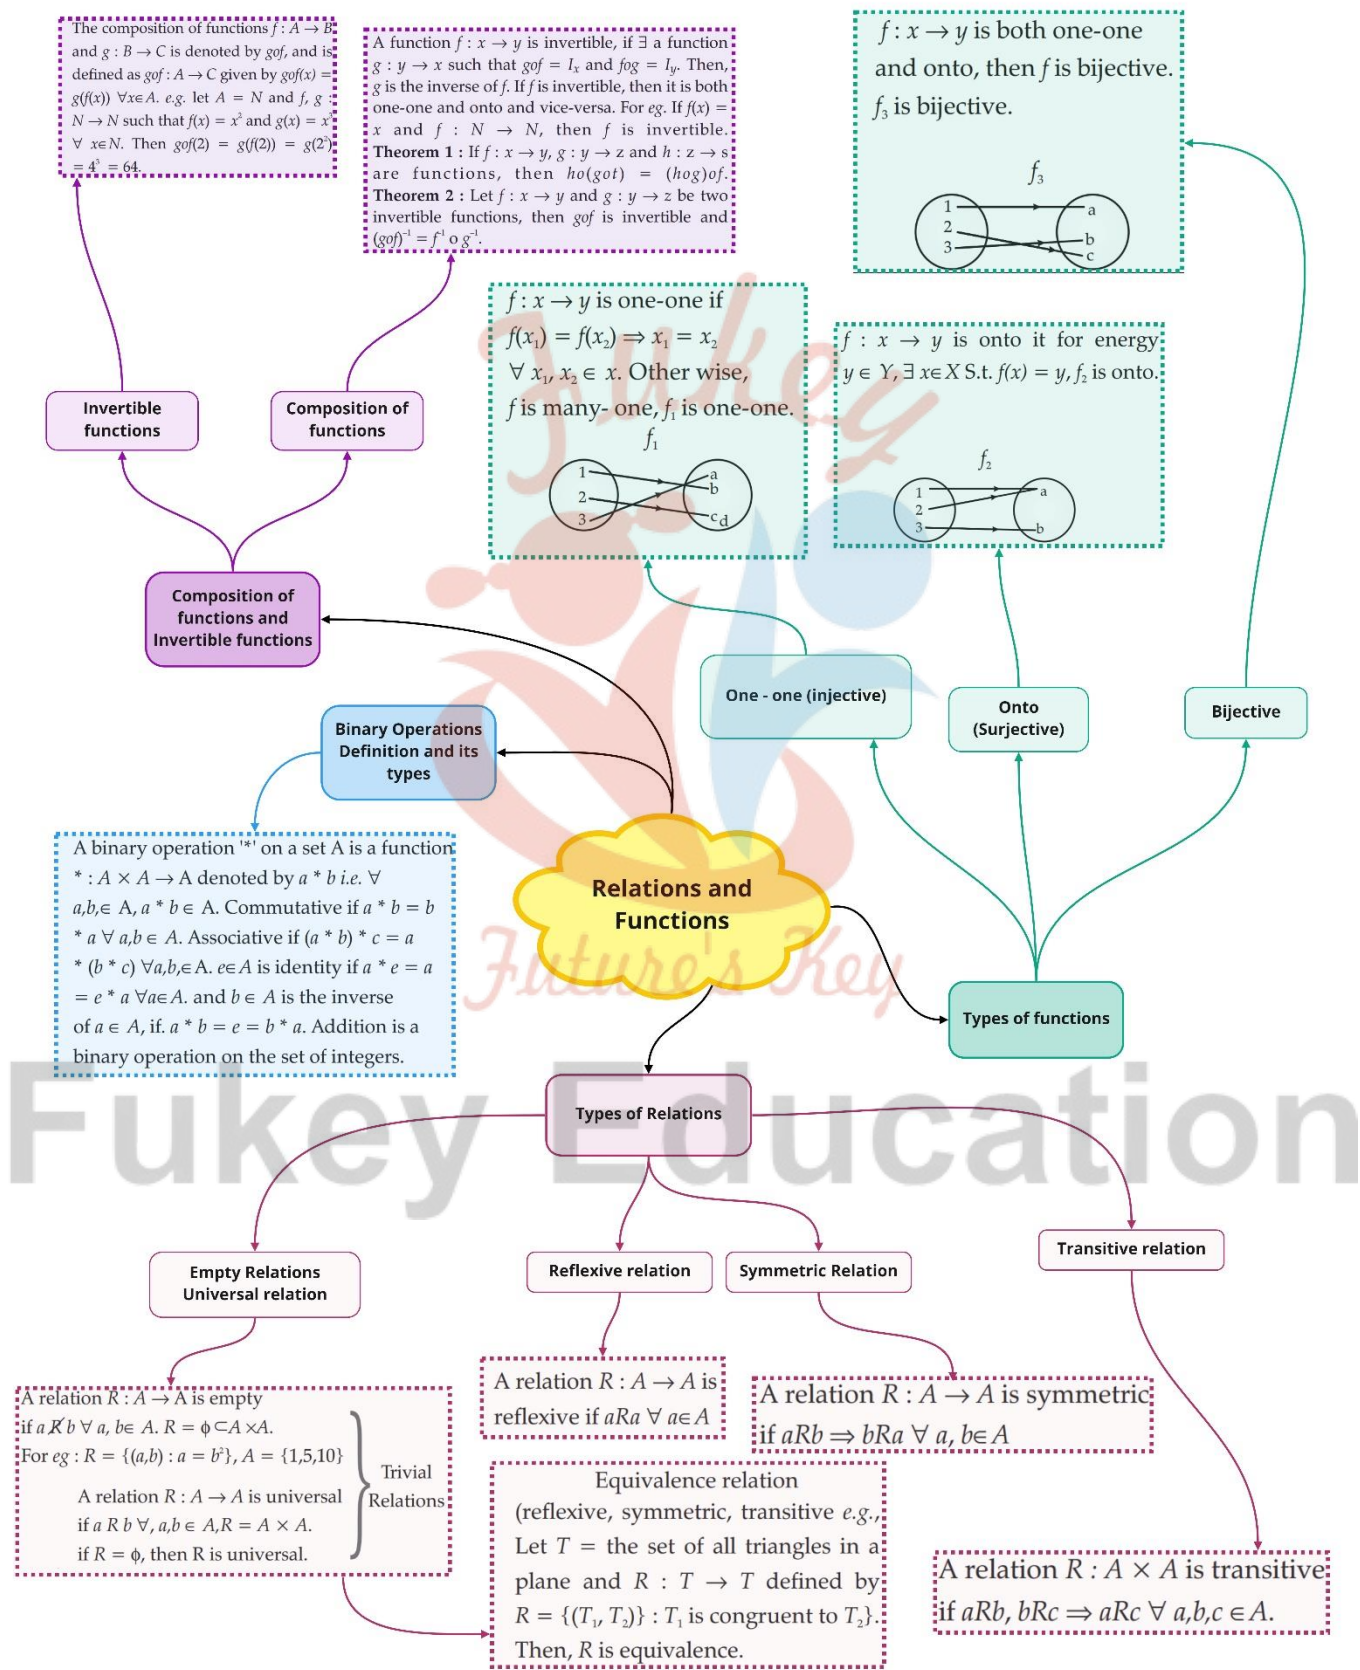 The composition of functions f : A → B
and g : B → C is denoted by gof, and is
defined as gof : A → C given by gof(x) =
g(f(x)) ∀x∈A. e.g. let A = N and f, g :
N → N such that f(x) = x² and g(x) = x³
∀ x∈N. Then gof(2) = g(f(2)) = g(2²)
= 4³ = 64.
A function f : x → y is invertible, if ∃ a function
g : y → x such that gof = Iₓ and fog = I_y. Then,
g is the inverse of f. If f is invertible, then it is both
one-one and onto and vice-versa. For eg. If f(x) =
x and f : N → N, then f is invertible.
Theorem 1 : If f : x → y, g : y → z and h : z → s
are functions, then ho(got) = (hog)of.
Theorem 2 : Let f : x → y and g : y → z be two
invertible functions, then gof is invertible and
(gof)⁻¹ = f⁻¹ o g⁻¹.
f : x → y is both one-one
and onto, then f is bijective.
f₃ is bijective.
f₃
1
2
3
a
b
c
f : x → y is one-one if
f(x₁) = f(x₂) ⇒ x₁ = x₂
∀ x₁, x₂ ∈ x. Other wise,
f is many- one, f₁ is one-one.
f₁
1
2
3
a
b
c d
f : x → y is onto it for energy
y ∈ Y, ∃ x∈X S.t. f(x) = y, f₂ is onto.
f₂
1
2
3
a
b
Invertible
functions
Composition of
functions
Composition of
functions and
Invertible functions
One - one (injective)
Onto
(Surjective)
Bijective
Binary Operations
Definition and its
types
A binary operation '*' on a set A is a function
* : A × A → A denoted by a * b i.e. ∀
a,b,∈ A, a * b ∈ A. Commutative if a * b = b
* a ∀ a,b ∈ A. Associative if (a * b) * c = a
* (b * c) ∀a,b,∈A. e∈A is identity if a * e = a
= e * a ∀a∈A. and b ∈ A is the inverse
of a ∈ A, if. a * b = e = b * a. Addition is a
binary operation on the set of integers.
Relations and
Functions
Fukey
Future's Key
Types of functions
Fukey Education
Types of Relations
Empty Relations
Universal relation
Reflexive relation
Symmetric Relation
Transitive relation
A relation R : A → A is empty
if a R̸ b ∀ a, b∈ A. R = ϕ ⊂A ×A.
For eg : R = {(a,b) : a = b²}, A = {1,5,10}
A relation R : A → A is universal
if a R b ∀, a,b ∈ A,R = A × A.
if R = ϕ, then R is universal.
Trivial
Relations
A relation R : A → A is
reflexive if aRa ∀ a∈A
A relation R : A → A is symmetric
if aRb ⇒ bRa ∀ a, b∈A
Equivalence relation
(reflexive, symmetric, transitive e.g.,
Let T = the set of all triangles in a
plane and R : T → T defined by
R = {(T₁, T₂)} : T₁ is congruent to T₂}.
Then, R is equivalence.
A relation R : A × A is transitive
if aRb, bRc ⇒ aRc ∀ a,b,c ∈ A.